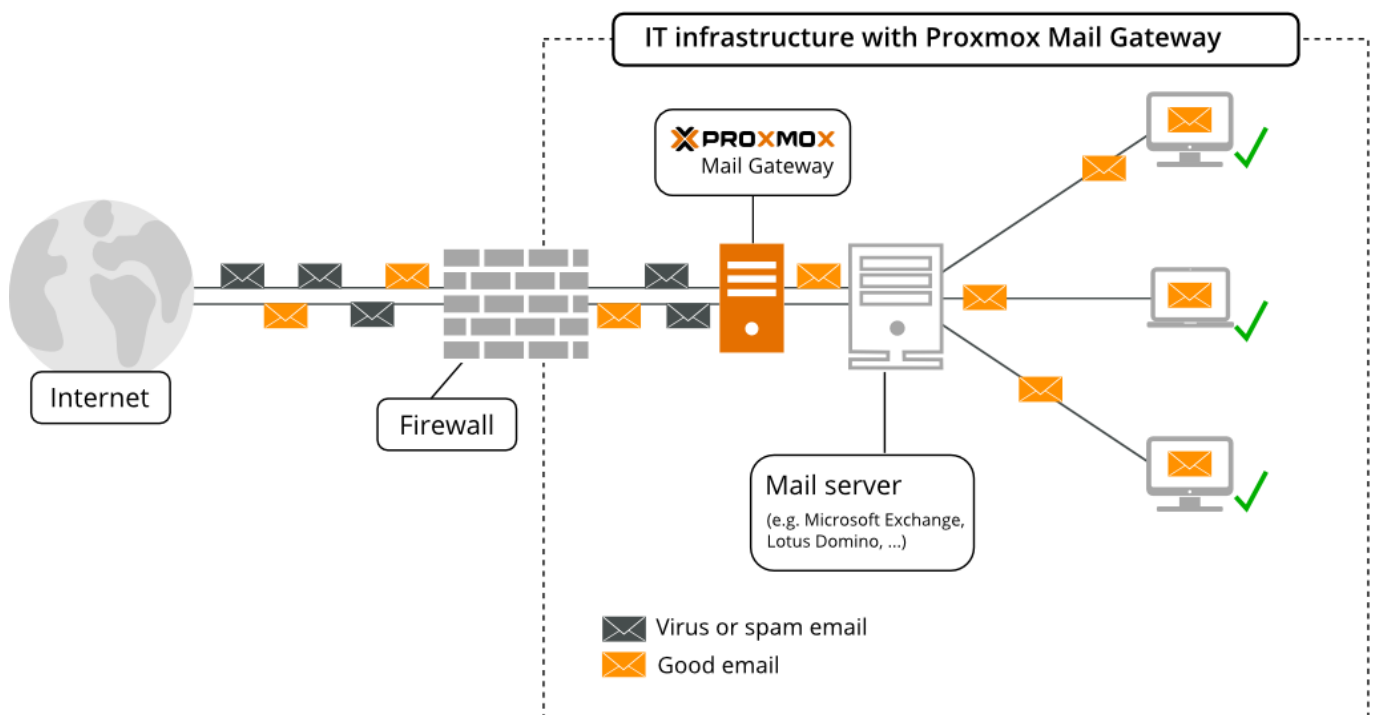 IT infrastructure with Proxmox Mail Gateway
PROXMOX
Mail Gateway
Internet
Firewall
Mail server
(e.g. Microsoft Exchange,
Lotus Domino, ...)
Virus or spam email
Good email